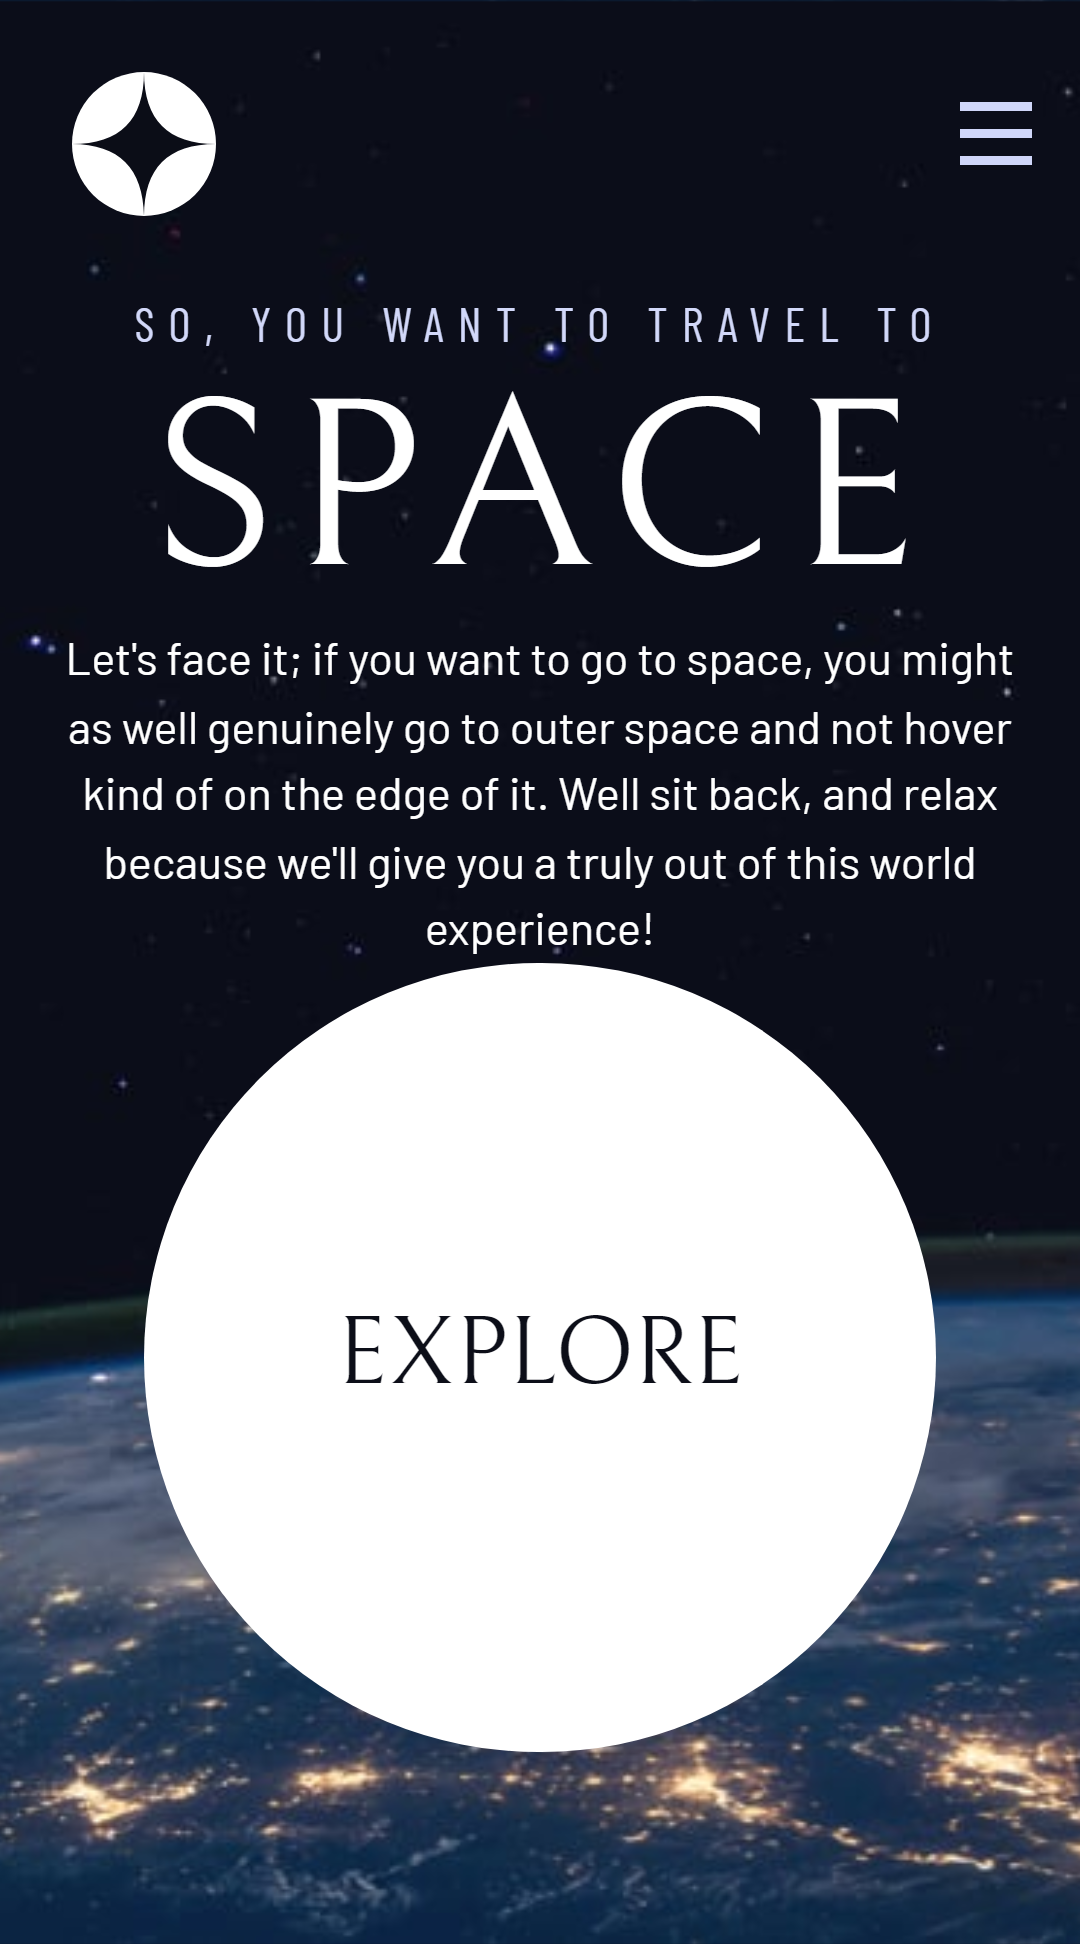 SO, YOU WANT TO TRAVEL TO
SPACE
Let's face it; if you want to go to space, you might
as well genuinely go to outer space and not hover
kind of on the edge of it. Well sit back, and relax
because we'll give you a truly out of this world
experience!
EXPLORE